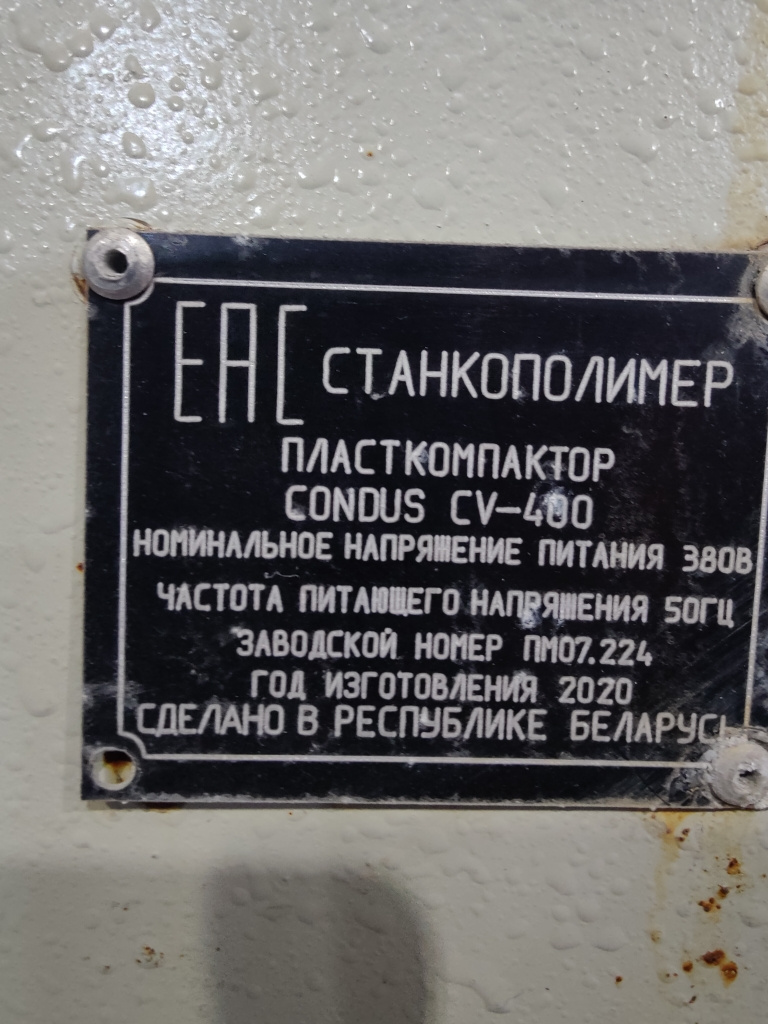 ЕАС СТАНКОПОЛИМЕР
ПЛАСТКОМПАКТОР
CONDUS CV-400
НОМИНАЛЬНОЕ НАПРЯЖЕНИЕ ПИТАНИЯ 380В
ЧАСТОТА ПИТАЮЩЕГО НАПРЯЖЕНИЯ 50ГЦ
ЗАВОДСКОЙ НОМЕР ПМ07.224
ГОД ИЗГОТОВЛЕНИЯ 2020
СДЕЛАНО В РЕСПУБЛИКЕ БЕЛАРУСЬ